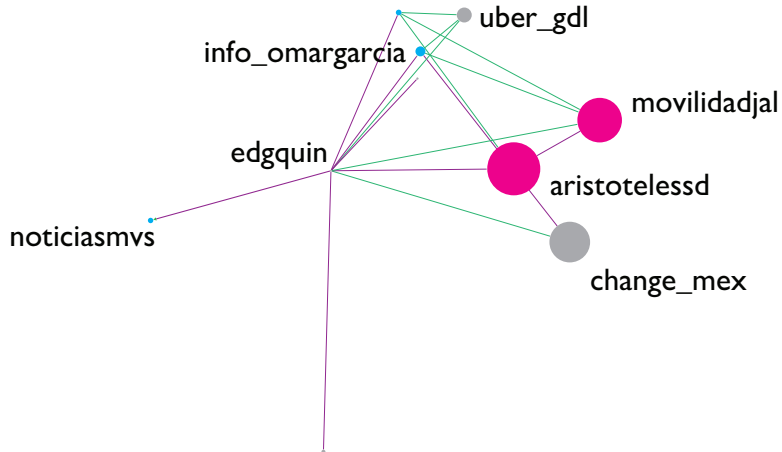 uber_gdl
info_omargarcia
movilidadjal
edgquin
aristotelessd
noticiasmvs
change_mex